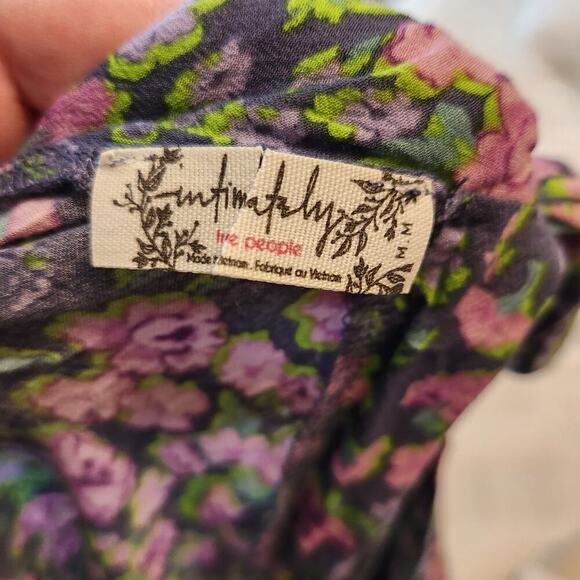 intimately
free people
Made in Vietnam . Fabriqué au Vietnam
M M